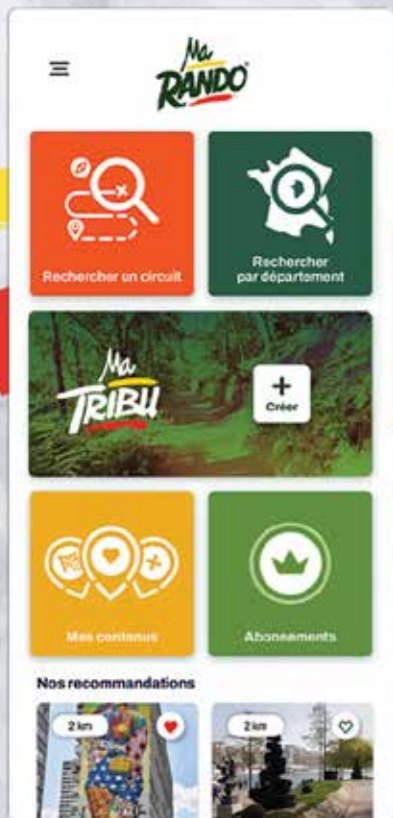 Ma
RANDO
Rechercher un circuit
Rechercher
par département
Ma
TRIBU
+
Créer
Mes contenus
Abonnements
Nos recommandations
2 km
2 km